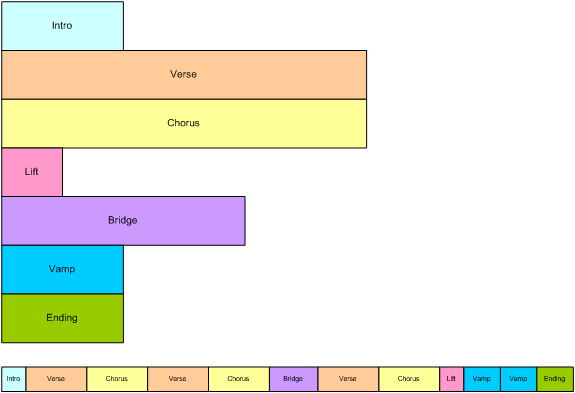 Intro
Verse
Chorus
Lift
Bridge
Vamp
Ending
Intro Verse Chorus Verse Chorus Bridge Verse Chorus Lift Vamp Vamp Ending